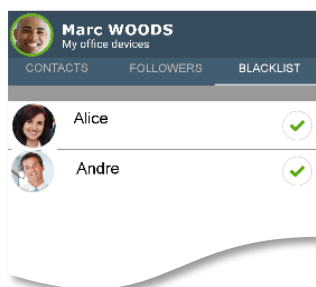 Marc WOODS
My office devices
CONTACTS FOLLOWERS BLACKLIST
Alice
Andre